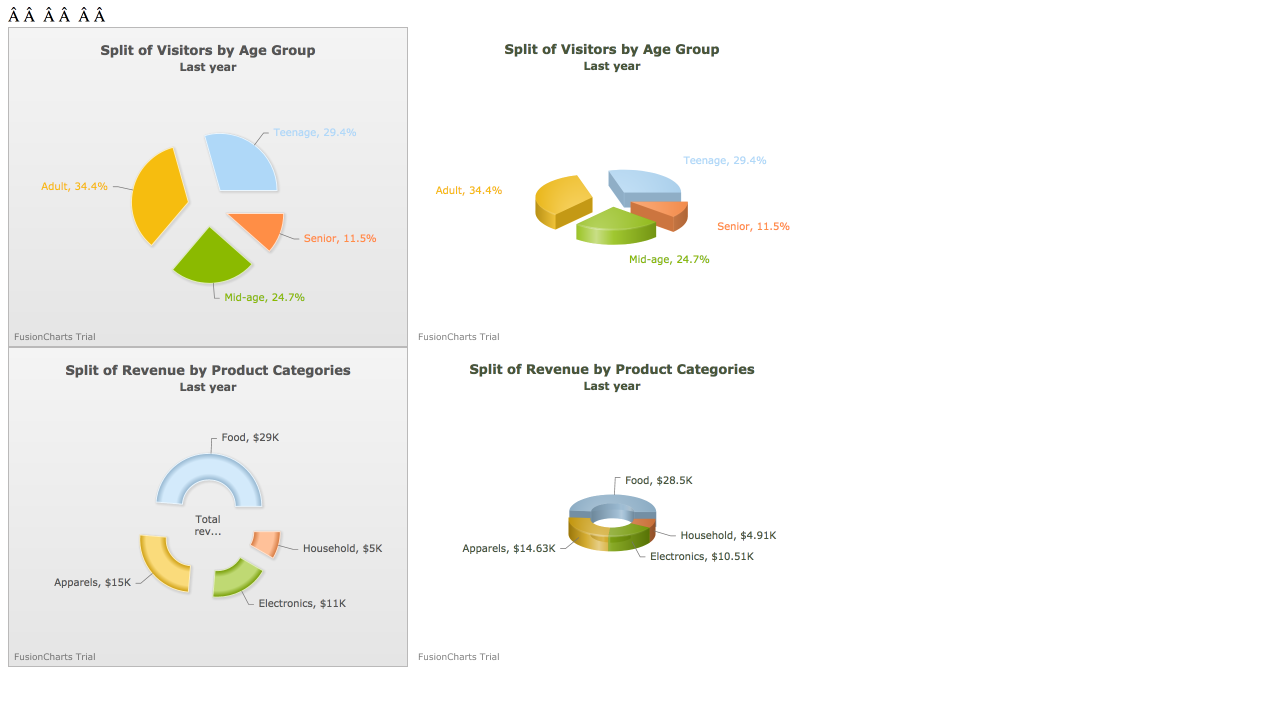 Â Â  Â Â  Â Â
Split of Visitors by Age Group
Last year
Teenage, 29.4%
Adult, 34.4%
Senior, 11.5%
Mid-age, 24.7%
FusionCharts Trial
Split of Visitors by Age Group
Last year
Teenage, 29.4%
Adult, 34.4%
Senior, 11.5%
Mid-age, 24.7%
FusionCharts Trial
Split of Revenue by Product Categories
Last year
Food, $29K
Total
rev...
Household, $5K
Apparels, $15K
Electronics, $11K
FusionCharts Trial
Split of Revenue by Product Categories
Last year
Food, $28.5K
Household, $4.91K
Apparels, $14.63K
Electronics, $10.51K
FusionCharts Trial